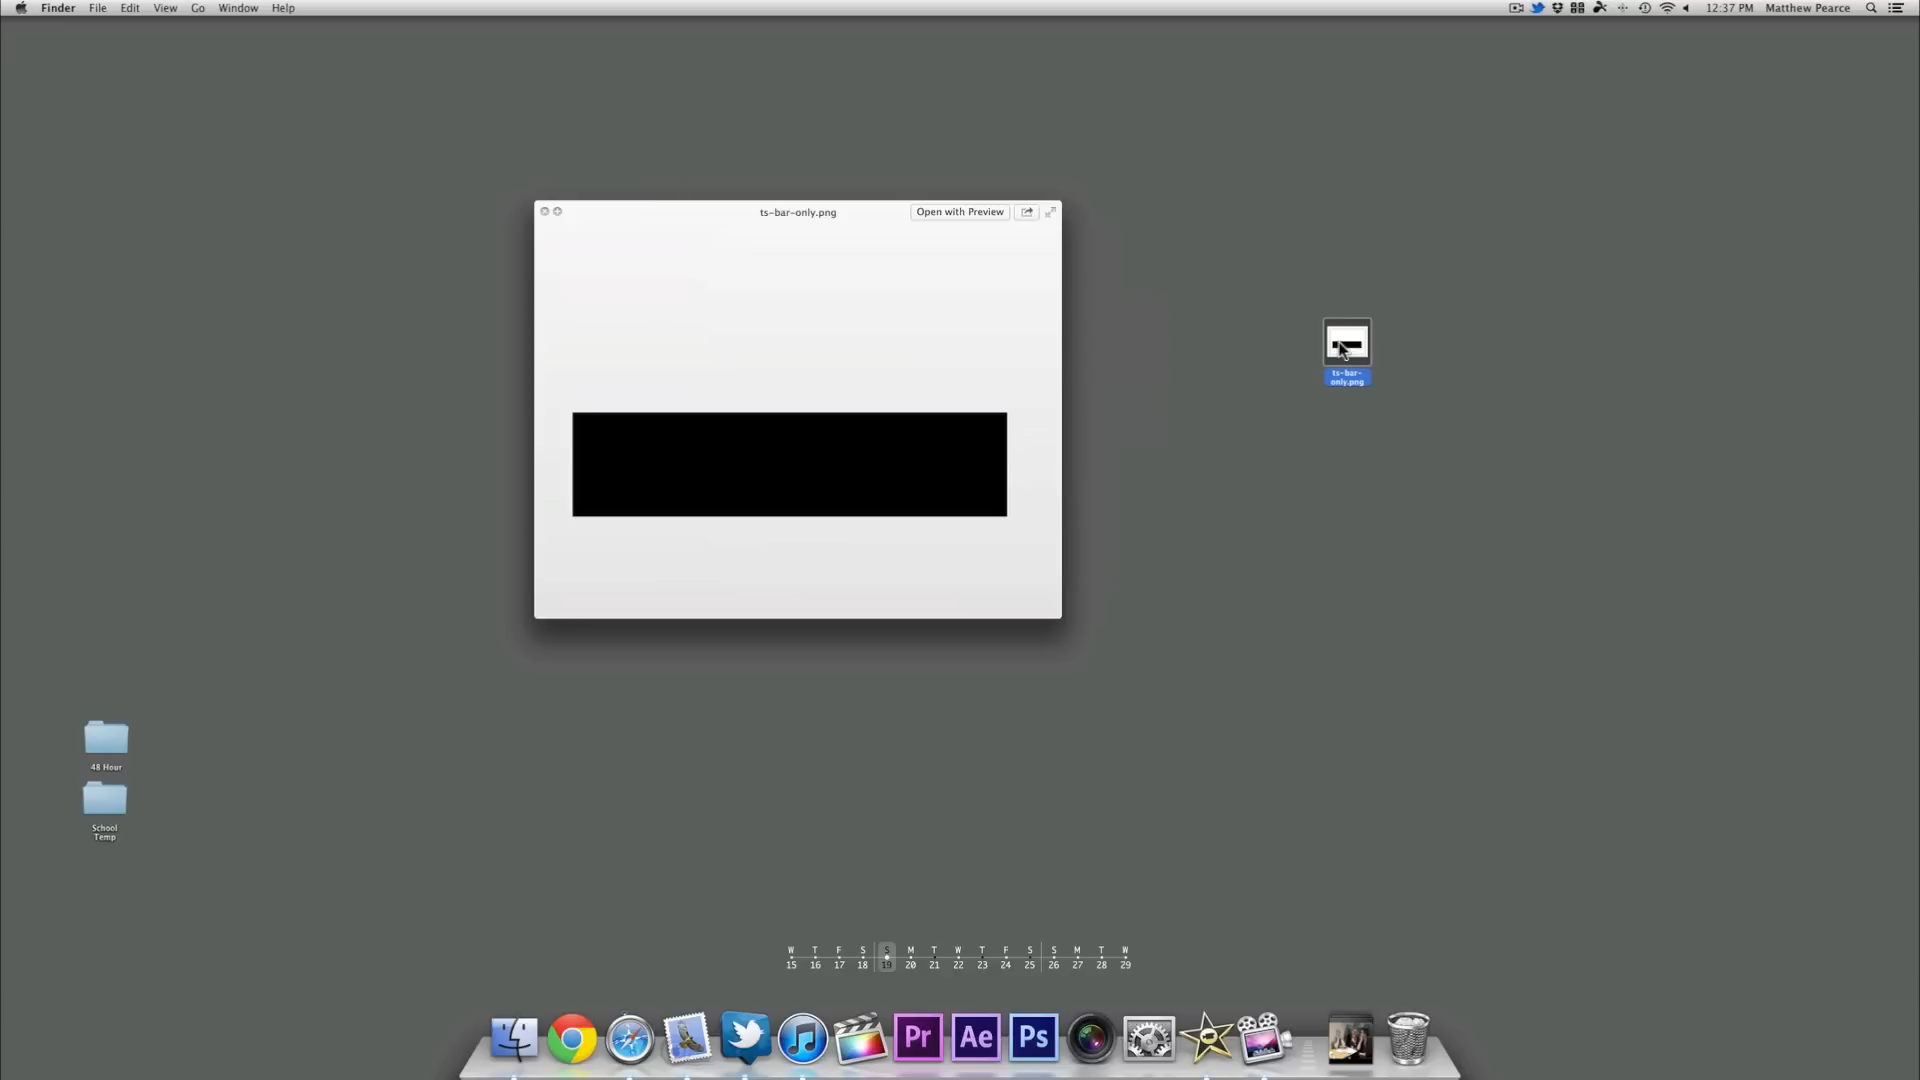 Finder File Edit View Go Window Help
12:37 PM Matthew Pearce
ts-bar-only.png
Open with Preview
ts-bar-
only.png
48 Hour
School
Temp
W T F S S M T W T F S S M T W
15 16 17 18 19 20 21 22 23 24 25 26 27 28 29
Pr Ae Ps